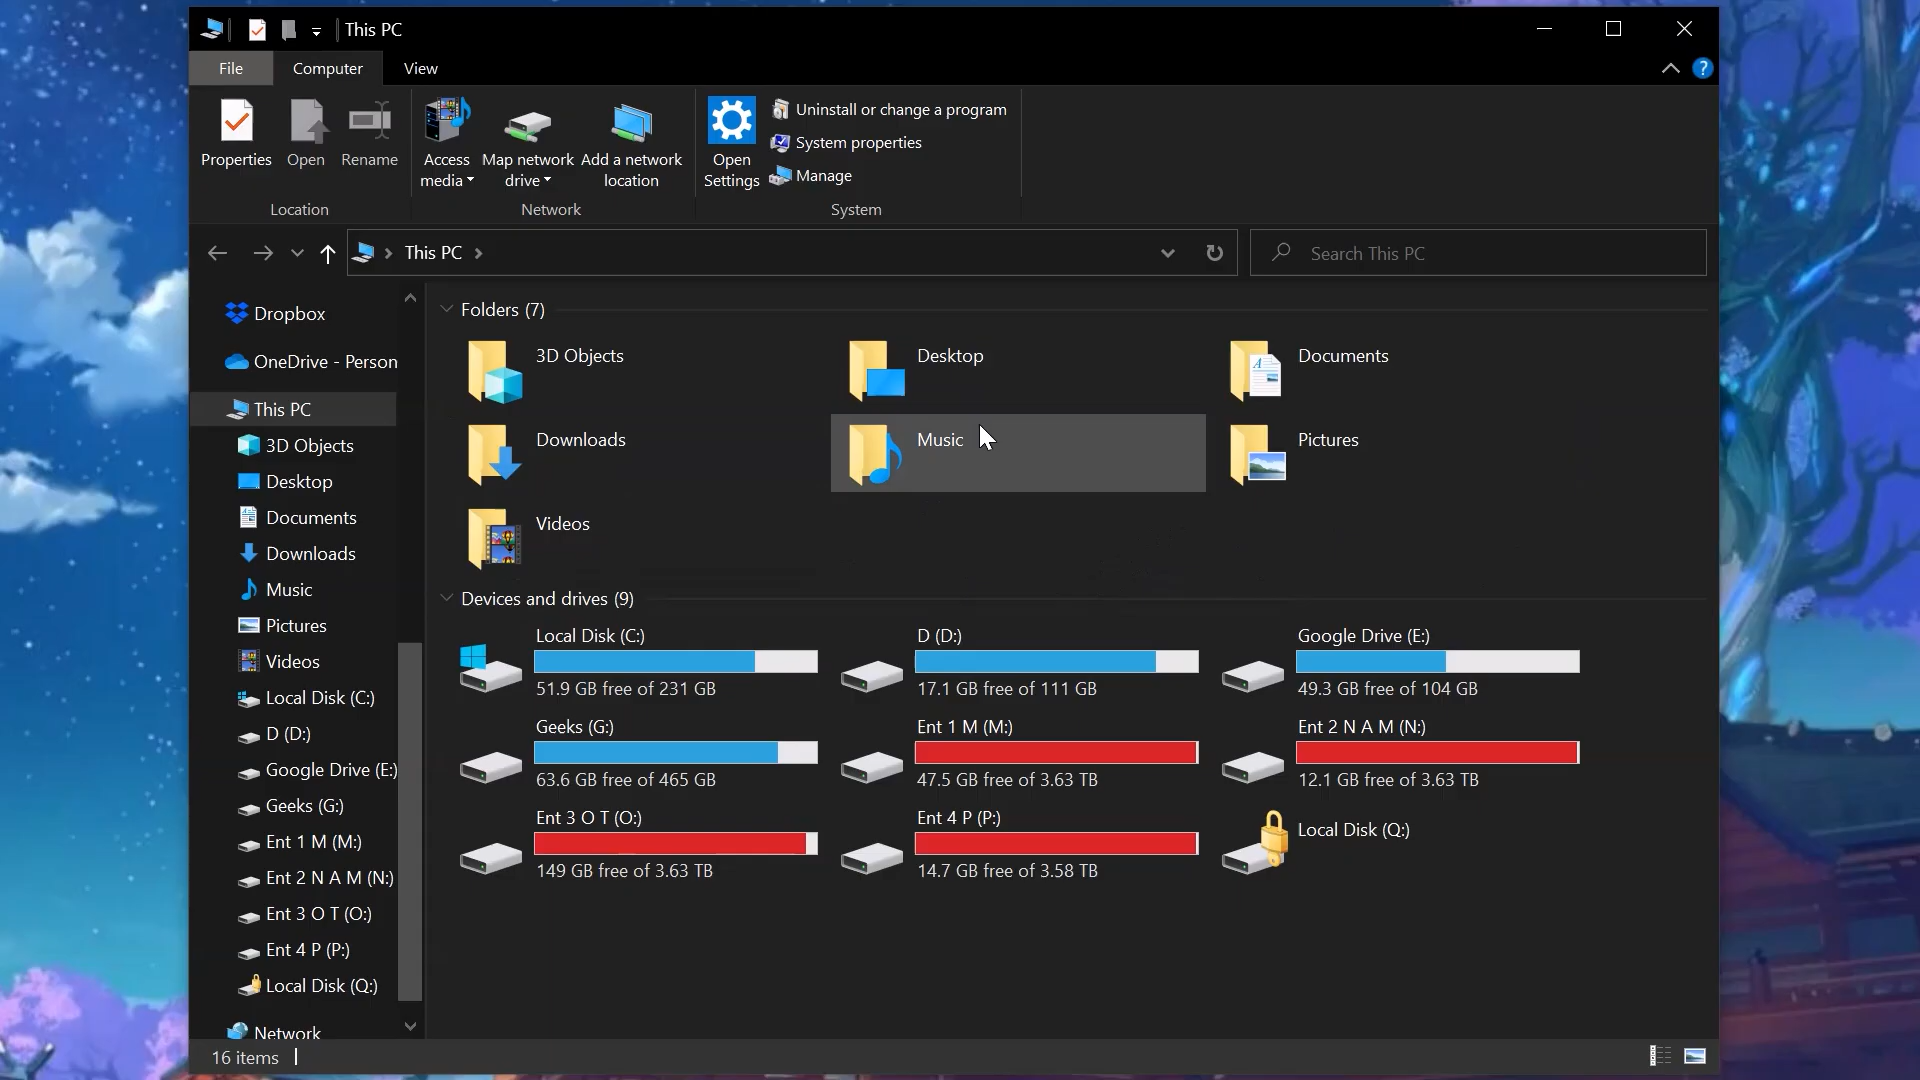 This PC
File Computer View
?
Properties Open Rename
Access media
Map network drive
Add a network location
Open Settings
Uninstall or change a program
System properties
Manage
Location Network System
This PC
Search This PC
Dropbox
OneDrive - Person
This PC
3D Objects
Desktop
Documents
Downloads
Music
Pictures
Videos
Local Disk (C:)
D (D:)
Google Drive (E:)
Geeks (G:)
Ent 1 M (M:)
Ent 2 N A M (N:)
Ent 3 O T (O:)
Ent 4 P (P:)
Local Disk (Q:)
Network
Folders (7)
3D Objects Desktop Documents
Downloads Music Pictures
Videos
Devices and drives (9)
Local Disk (C:)
51.9 GB free of 231 GB
D (D:)
17.1 GB free of 111 GB
Google Drive (E:)
49.3 GB free of 104 GB
Geeks (G:)
63.6 GB free of 465 GB
Ent 1 M (M:)
47.5 GB free of 3.63 TB
Ent 2 N A M (N:)
12.1 GB free of 3.63 TB
Ent 3 O T (O:)
149 GB free of 3.63 TB
Ent 4 P (P:)
14.7 GB free of 3.58 TB
Local Disk (Q:)
16 items